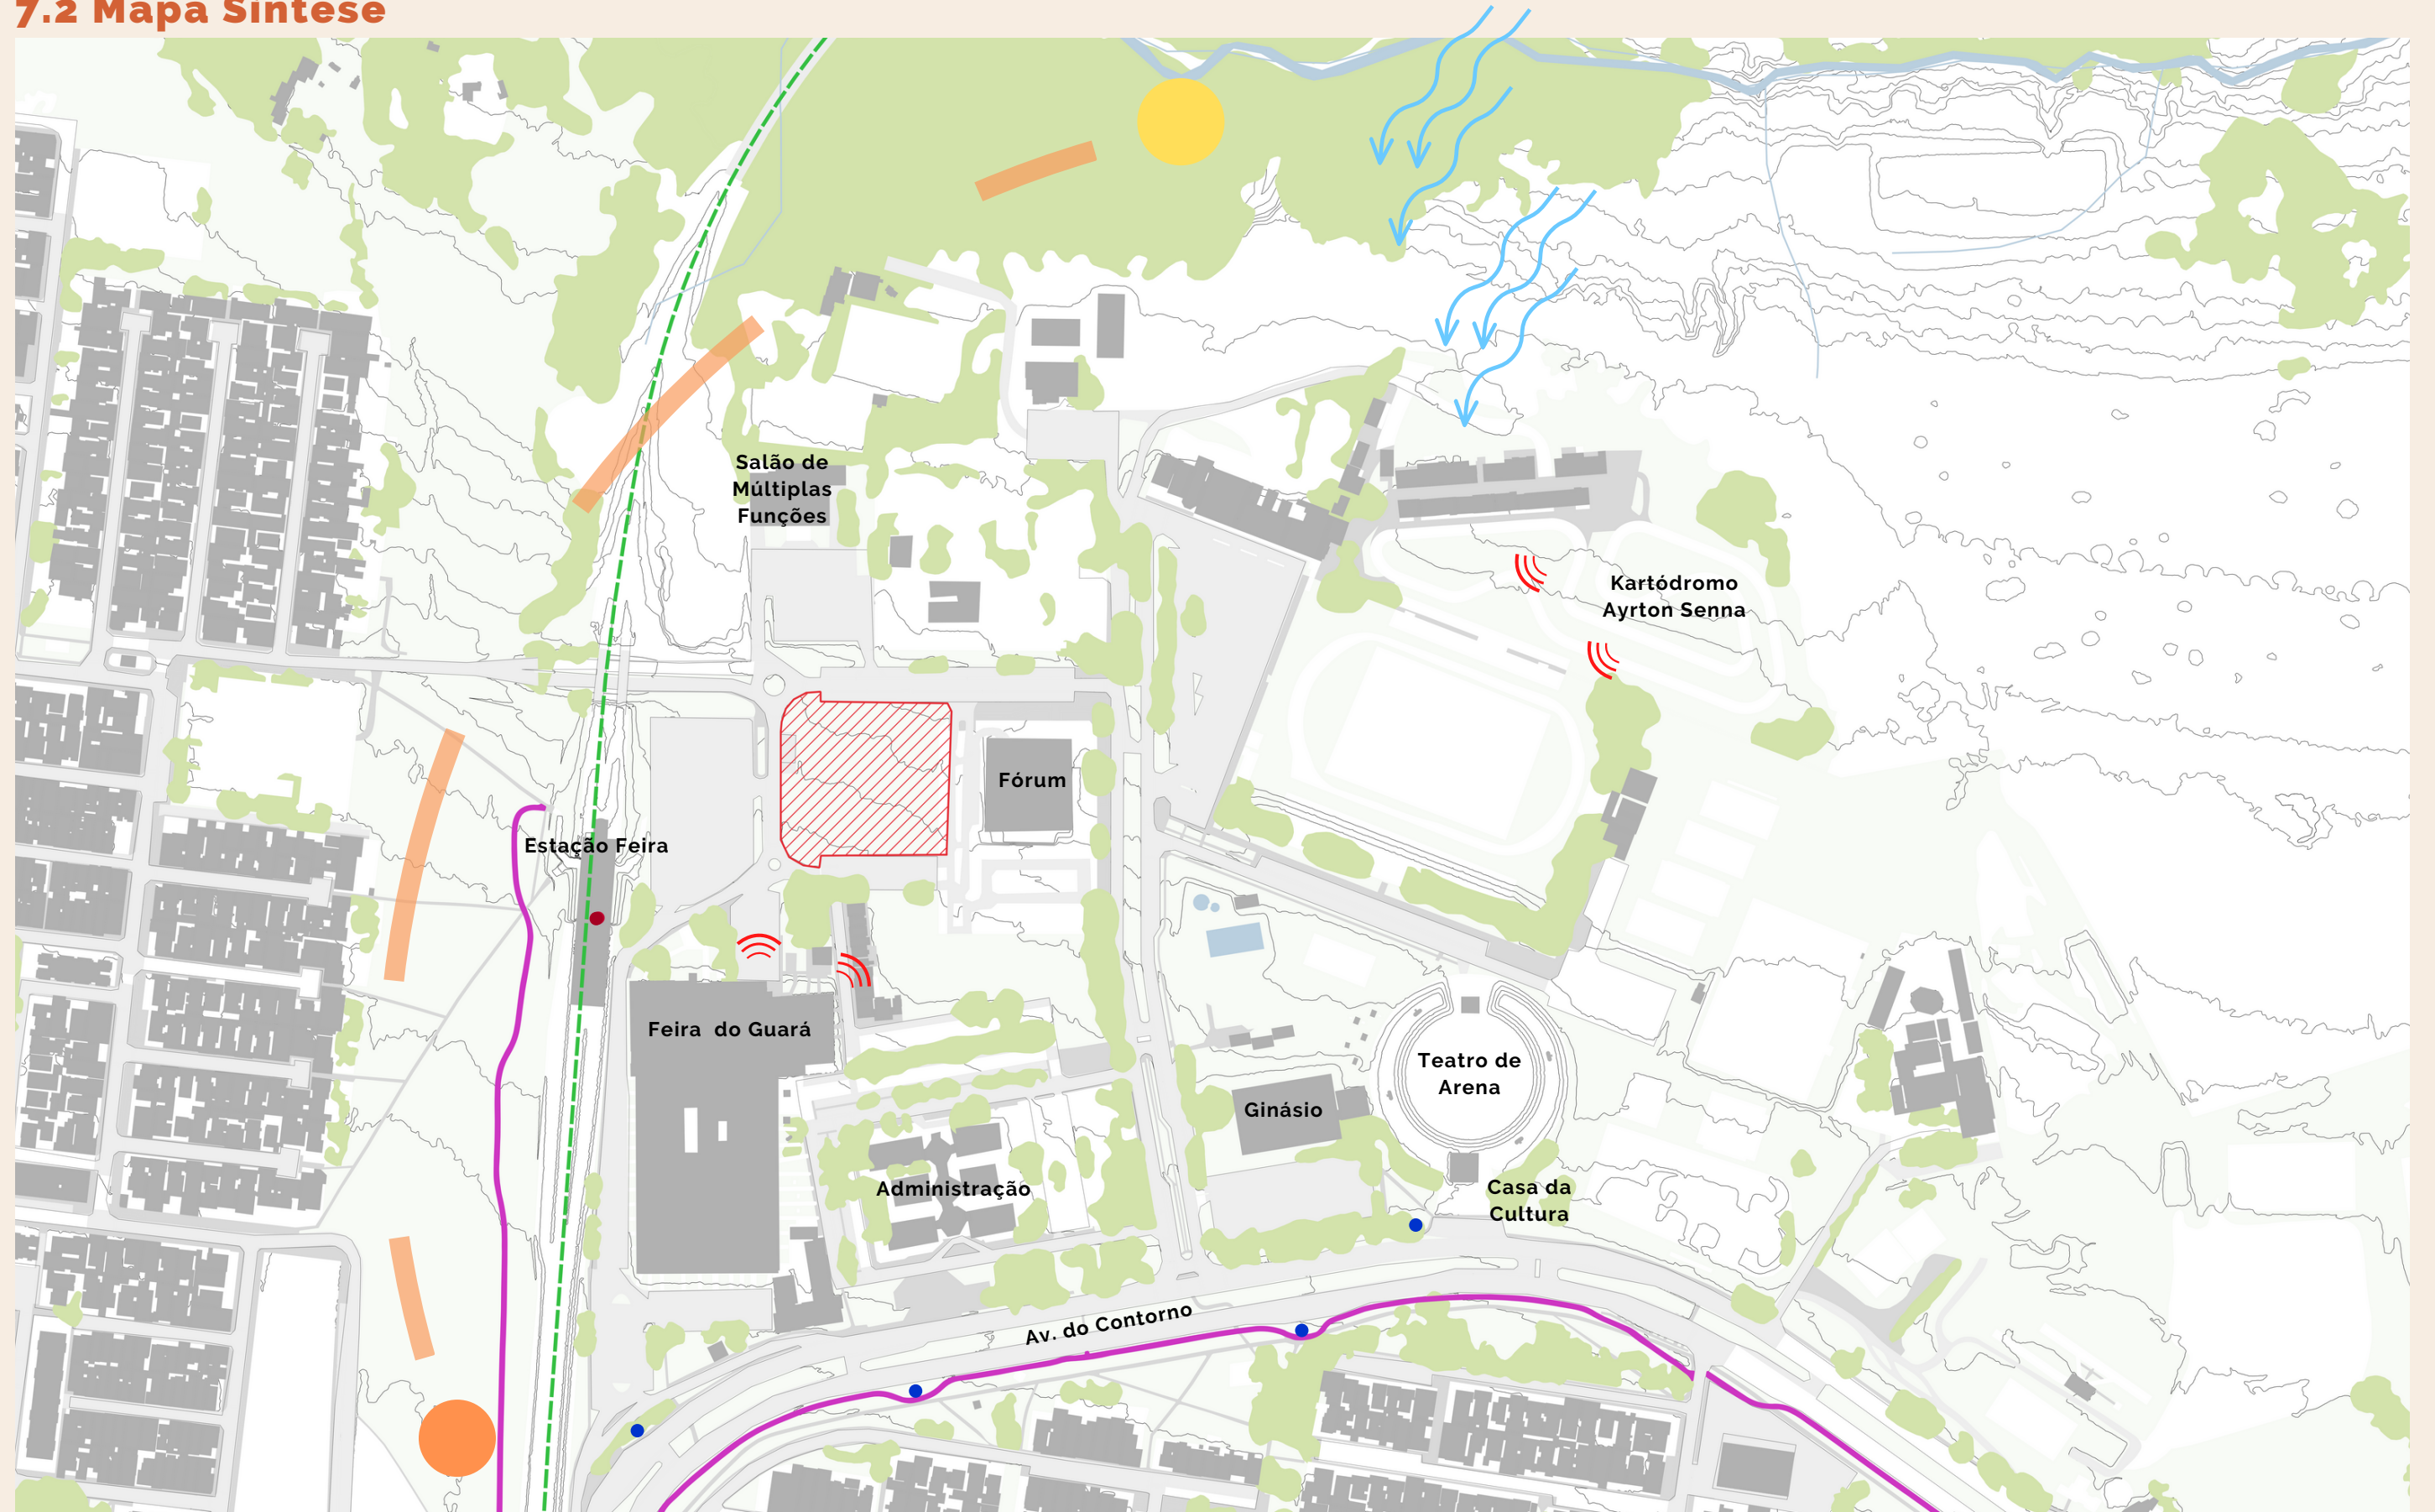 7.2 Mapa Síntese
Salão de
Múltiplas
Funções
Kartódromo
Ayrton Senna
Fórum
Estação Feira
Feira do Guará
Teatro de
Arena
Ginásio
Administração
Casa da
Cultura
Av. do Contorno